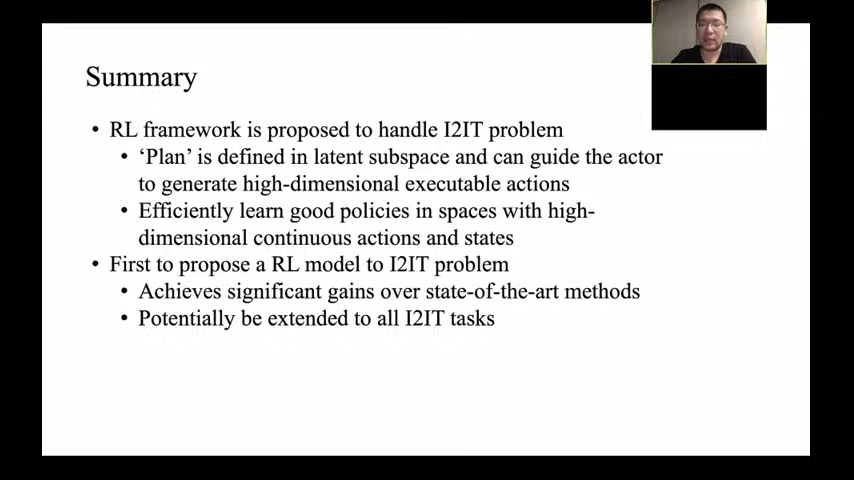 Summary
• RL framework is proposed to handle I2IT problem
• ‘Plan’ is defined in latent subspace and can guide the actor
to generate high-dimensional executable actions
• Efficiently learn good policies in spaces with high-
dimensional continuous actions and states
• First to propose a RL model to I2IT problem
• Achieves significant gains over state-of-the-art methods
• Potentially be extended to all I2IT tasks